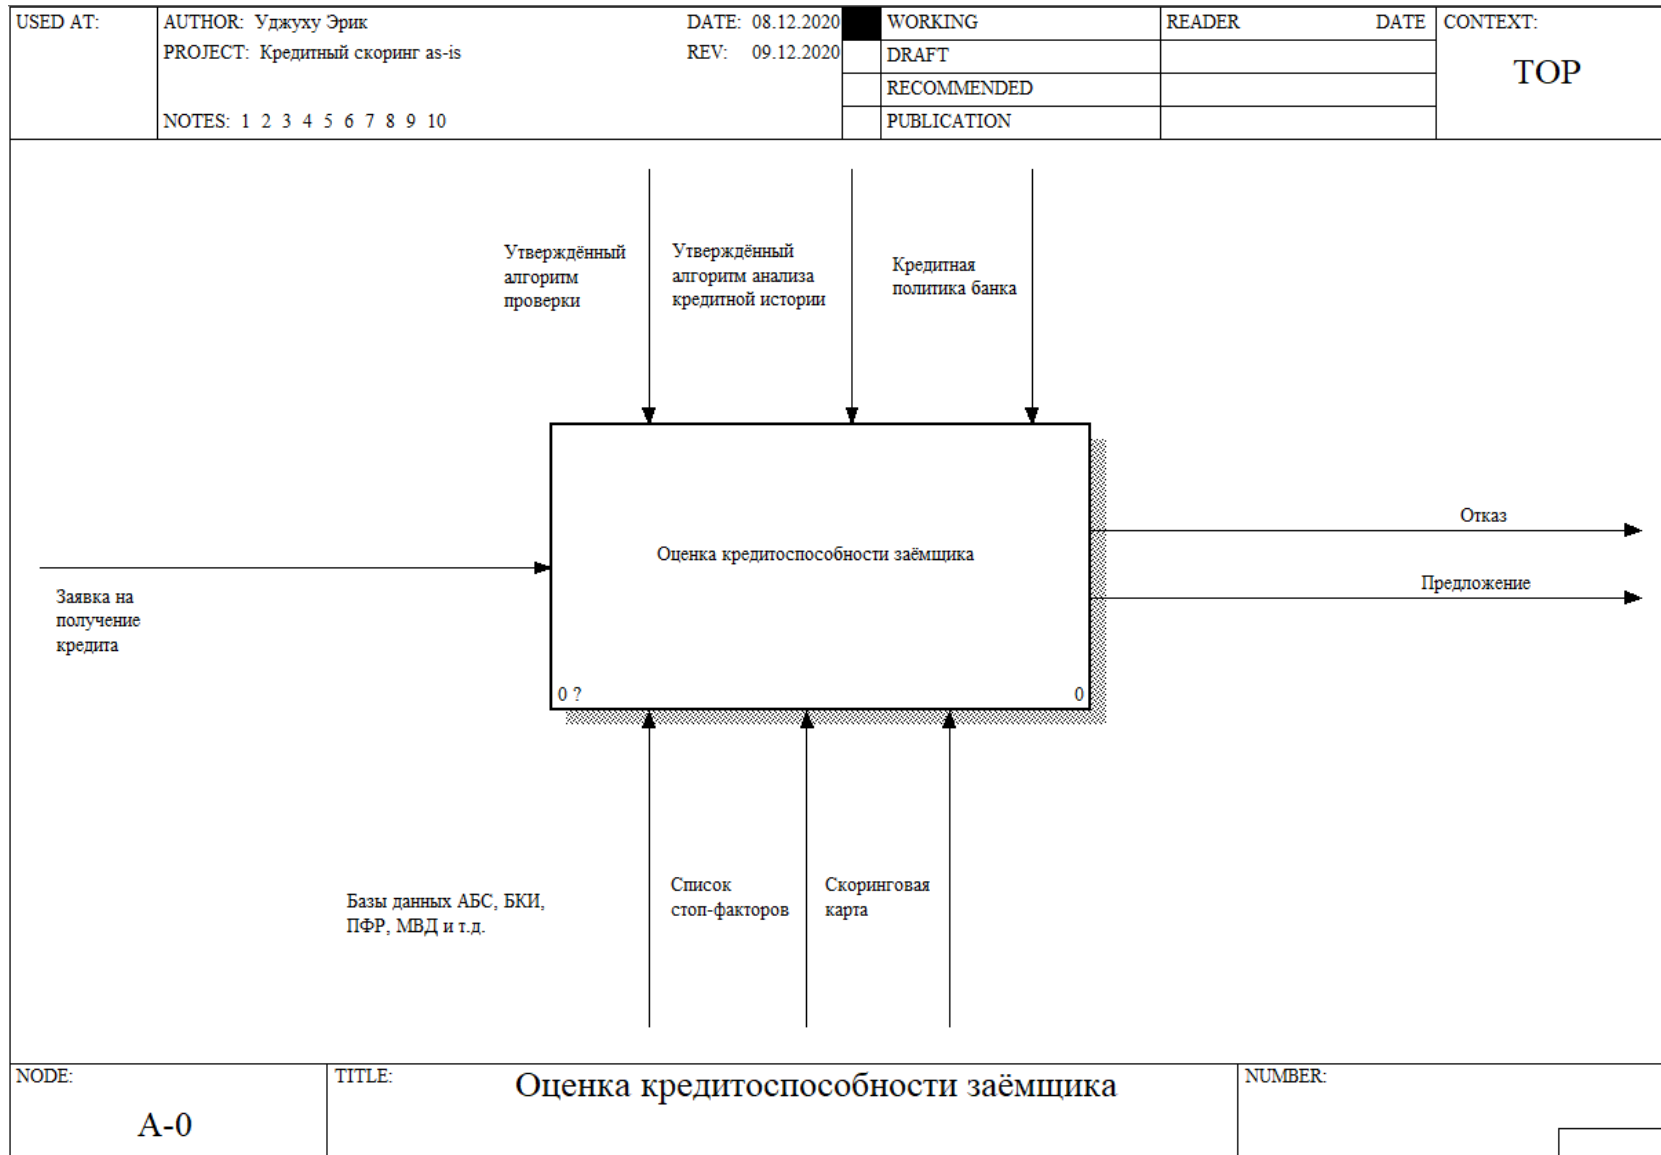 USED AT:
AUTHOR: Уджуху Эрик
DATE: 08.12.2020
WORKING
READER
DATE
CONTEXT:
PROJECT: Кредитный скоринг as-is
REV: 09.12.2020
DRAFT
TOP
RECOMMENDED
NOTES: 1 2 3 4 5 6 7 8 9 10
PUBLICATION
Утверждённый
алгоритм
проверки
Утверждённый
алгоритм анализа
кредитной истории
Кредитная
политика банка
Отказ
Оценка кредитоспособности заёмщика
Предложение
Заявка на
получение
кредита
0 ?
0
Базы данных АБС, БКИ,
ПФР, МВД и т.д.
Список
стоп-факторов
Скоринговая
карта
NODE:
A-0
TITLE:
Оценка кредитоспособности заёмщика
NUMBER: